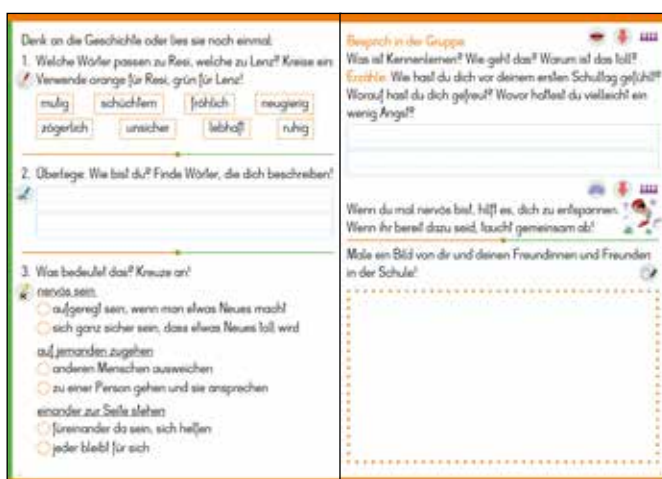 Denk an die Geschichte oder lies sie noch einmal.
1. Welche Wörter passen zu Resi, welche zu Lenz? Kreise ein
Verwende orange für Resi, grün für Lenz!
mutig schüchtern fröhlich neugierig
zögerlich unsicher lebhaft ruhig
2. Überlege: Wie bist du? Finde Wörter, die dich beschreiben!
3. Was bedeutet das? Kreuze an!
nervös sein
aufgeregt sein, wenn man etwas Neues macht
sich ganz sicher sein, dass etwas Neues toll wird
auf jemanden zugehen
anderen Menschen ausweichen
zu einer Person gehen und sie ansprechen
einander zur Seite stehen
füreinander da sein, sich helfen
jeder bleibt für sich
Besprich in der Gruppe
Was ist Kennenlernen? Wie geht das? Warum ist das toll?
Erzähle: Wie hast du dich vor deinem ersten Schultag gefühlt?
Worauf hast du dich gefreut? Wovor hattest du vielleicht ein
wenig Angst?
Wenn du mal nervös bist, hilft es, dich zu entspannen.
Wenn ihr bereit dazu seid, taucht gemeinsam ab!
Male ein Bild von dir und deinen Freundinnen und Freunden
in der Schule!